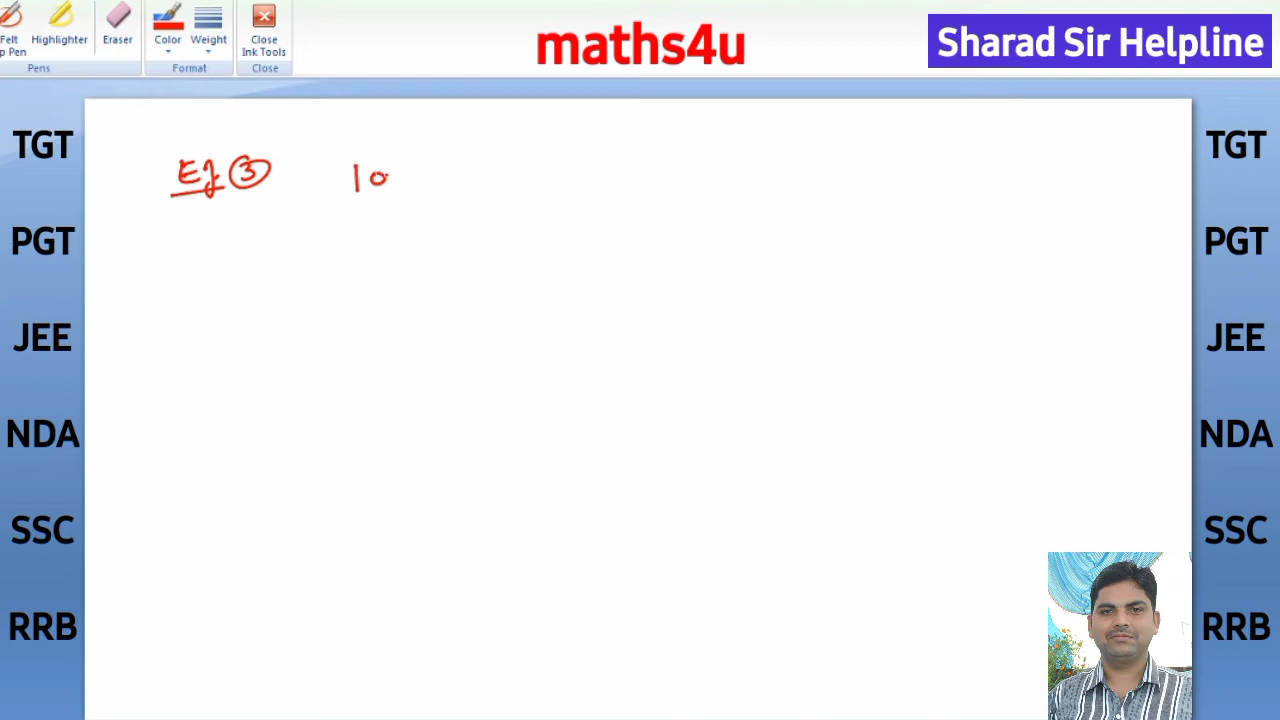 Felt
p Pen
Highlighter
Eraser
Color
Weight
Close
Ink Tools
Pens
Format
Close
maths4u
Sharad Sir Helpline
TGT
PGT
JEE
NDA
SSC
RRB
Eg ③ 10
TGT
PGT
JEE
NDA
SSC
RRB